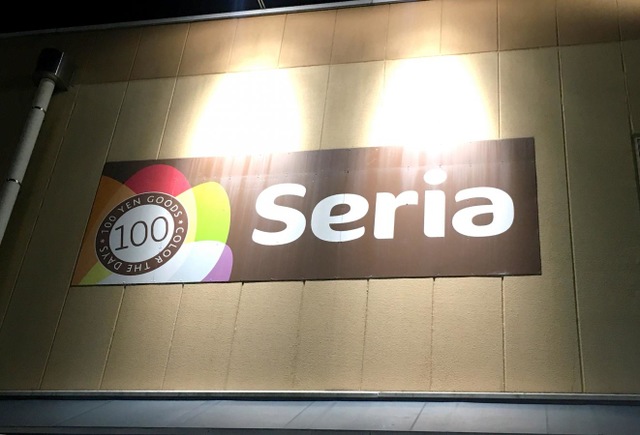 100 YEN GOODS • COLOR THE DAYS •
100
Seria